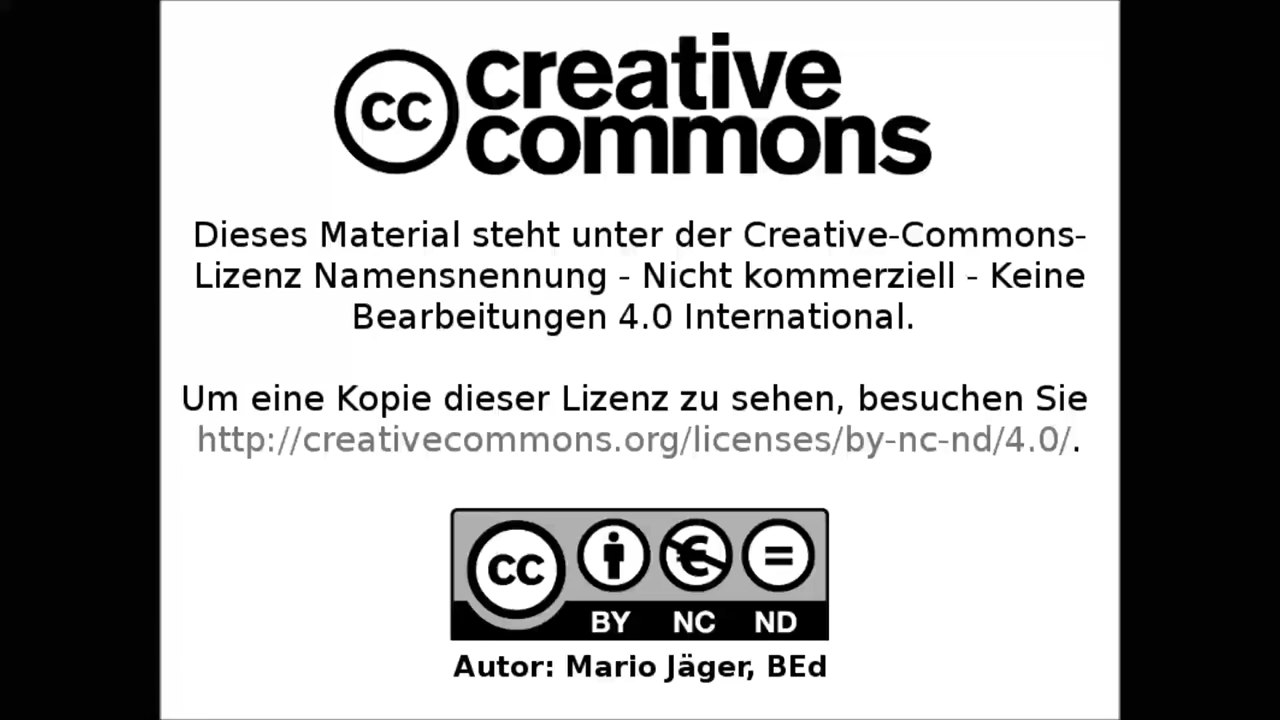 cc creative
commons
Dieses Material steht unter der Creative-Commons-
Lizenz Namensnennung - Nicht kommerziell - Keine
Bearbeitungen 4.0 International.
Um eine Kopie dieser Lizenz zu sehen, besuchen Sie
http://creativecommons.org/licenses/by-nc-nd/4.0/.
cc € =
BY NC ND
Autor: Mario Jäger, BEd